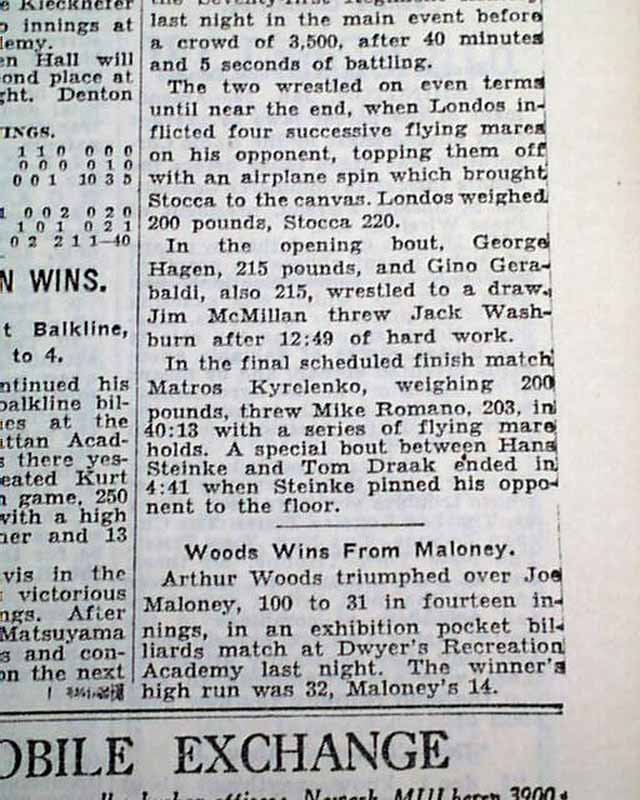 Kieckhefer
innings at
en Hall will
ond place at
ght. Denton
INGS.
1 1 0 0 0 0
0 0 0 0 1 0
0 0 1 10 3 5
1 0 0 2 0 2 0
1 0 1 0 2 1
0 2 2 1 1—40
N WINS.
t Balkline,
to 4.
ntinued his
balkline bil-
es at the
ttan Acad-
s there yes-
eated Kurt
n game, 250
with a high
ner and 13
vis in the
victorious
ngs. After
Matsuyama
s and con-
on the next
last night in the main event before
a crowd of 3,500, after 40 minutes
and 5 seconds of battling.
The two wrestled on even terms
until near the end, when Londos in-
flicted four successive flying mares
on his opponent, topping them off
with an airplane spin which brought
Stocca to the canvas. Londos weighed
200 pounds, Stocca 220.
In the opening bout, George
Hagen, 215 pounds, and Gino Gera-
baldi, also 215, wrestled to a draw.
Jim McMillan threw Jack Wash-
burn after 12:49 of hard work.
In the final scheduled finish match
Matros Kyrelenko, weighing 200
pounds, threw Mike Romano, 203, in
40:13 with a series of flying mare
holds. A special bout between Hans
Steinke and Tom Draak ended in
4:41 when Steinke pinned his oppo-
nent to the floor.
Woods Wins From Maloney.
Arthur Woods triumphed over Joe
Maloney, 100 to 31 in fourteen in-
nings, in an exhibition pocket bil-
liards match at Dwyer's Recreation
Academy last night. The winner's
high run was 32, Maloney's 14.
OBILE EXCHANGE